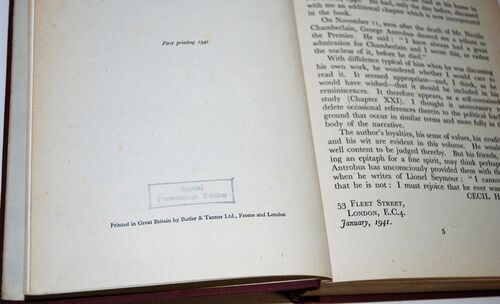 First printing 1941
Special
Presentation Edition
Printed in Great Britain by Butler & Tanner Ltd., Frome and London
had said at his home in
with me an additional chapter which is now incorporated
in the book.
On November 11, soon after the death of Mr. Neville
Chamberlain, George Antrobus showed me a tribute to
the Premier. He said: "I have always had a great
admiration for Chamberlain and I wrote this, or rather
the nucleus of it, before he died."
With diffidence typical of him when he was discussing
his own work, he wondered whether I would care to
read it. It seemed appropriate—and, I think, as he
would have wished—that it should be included in his
reminiscences. It therefore appears, as a self-contained
study (Chapter XXI). I thought it unnecessary to
delete occasional references therein to the political back-
ground that occur in similar terms and more fully in the
body of the narrative.
The author's loyalties, his sense of values, his erudi
and his wit are evident in this volume. He would
well content to be judged thereby. But his friends,
ing an epitaph for a fine spirit, may think perhaps
Antrobus has unconsciously provided them with
when he writes of Lionel Seymour: "I cannot
that he is not: I must rejoice that he ever was
CECIL H
53 FLEET STREET,
LONDON, E.C.4.
January, 1941.
5